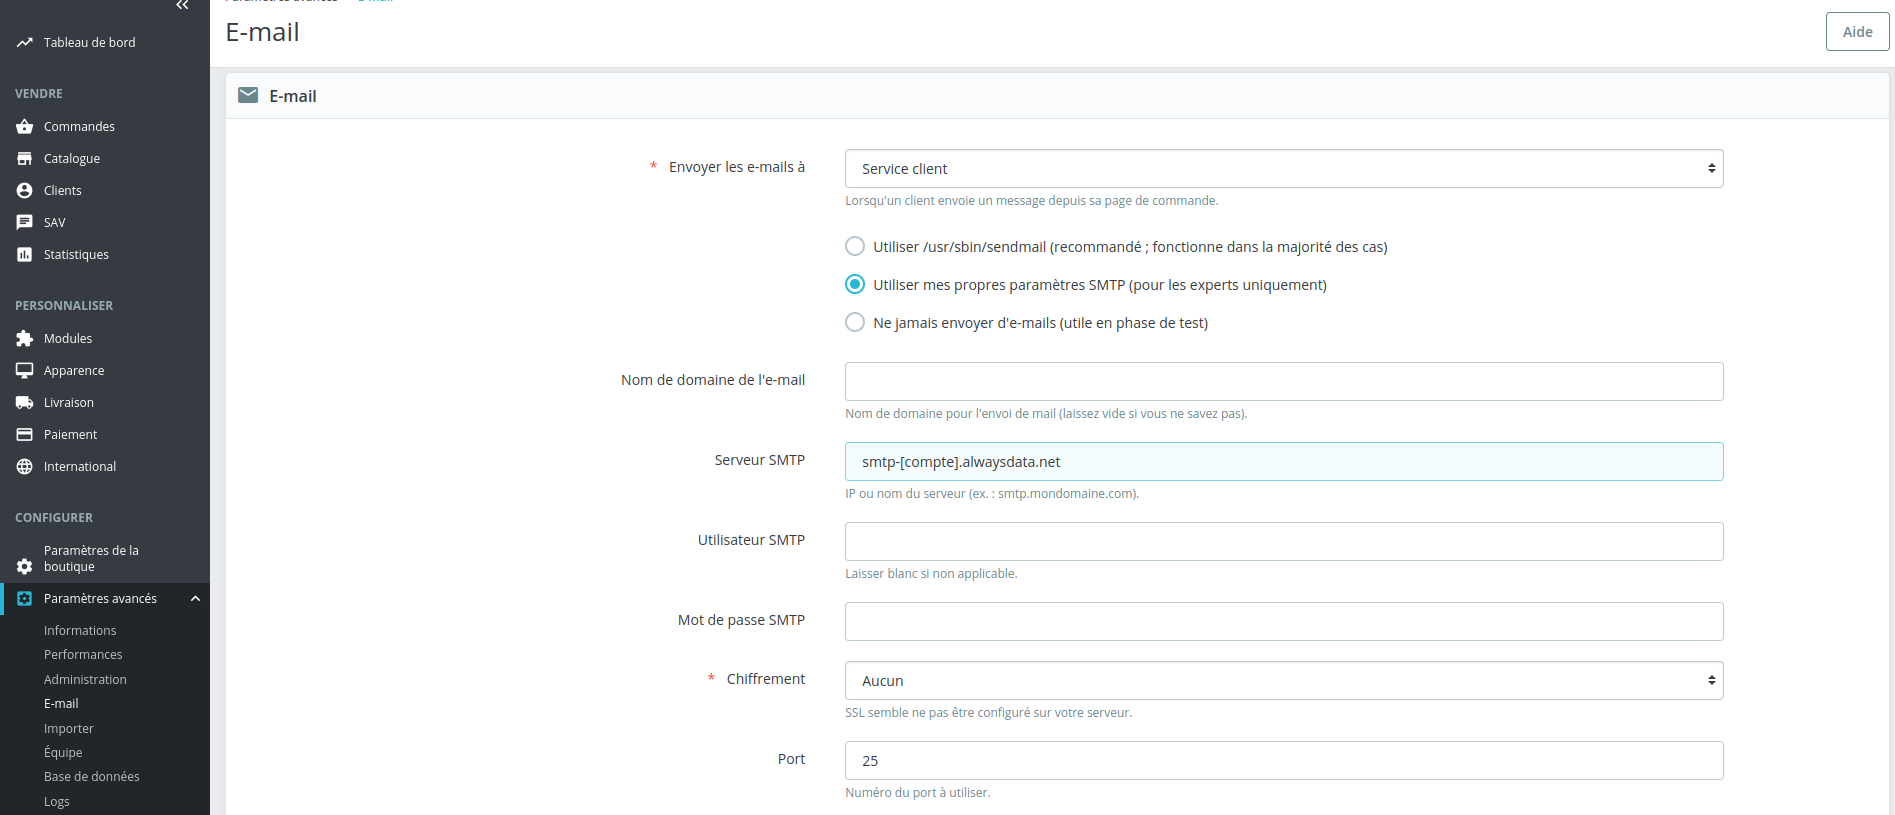 Paramètres avancés E-mail
E-mail
Aide
Tableau de bord
VENDRE
Commandes
Catalogue
Clients
SAV
Statistiques
PERSONNALISER
Modules
Apparence
Livraison
Paiement
International
CONFIGURER
Paramètres de la
boutique
Paramètres avancés
Informations
Performances
Administration
E-mail
Importer
Équipe
Base de données
Logs
E-mail
* Envoyer les e-mails à
Service client
Lorsqu'un client envoie un message depuis sa page de commande.
Utiliser /usr/sbin/sendmail (recommandé ; fonctionne dans la majorité des cas)
Utiliser mes propres paramètres SMTP (pour les experts uniquement)
Ne jamais envoyer d'e-mails (utile en phase de test)
Nom de domaine de l'e-mail
Nom de domaine pour l'envoi de mail (laissez vide si vous ne savez pas).
Serveur SMTP
smtp-[compte].alwaysdata.net
IP ou nom du serveur (ex. : smtp.mondomaine.com).
Utilisateur SMTP
Laisser blanc si non applicable.
Mot de passe SMTP
* Chiffrement
Aucun
SSL semble ne pas être configuré sur votre serveur.
Port
25
Numéro du port à utiliser.